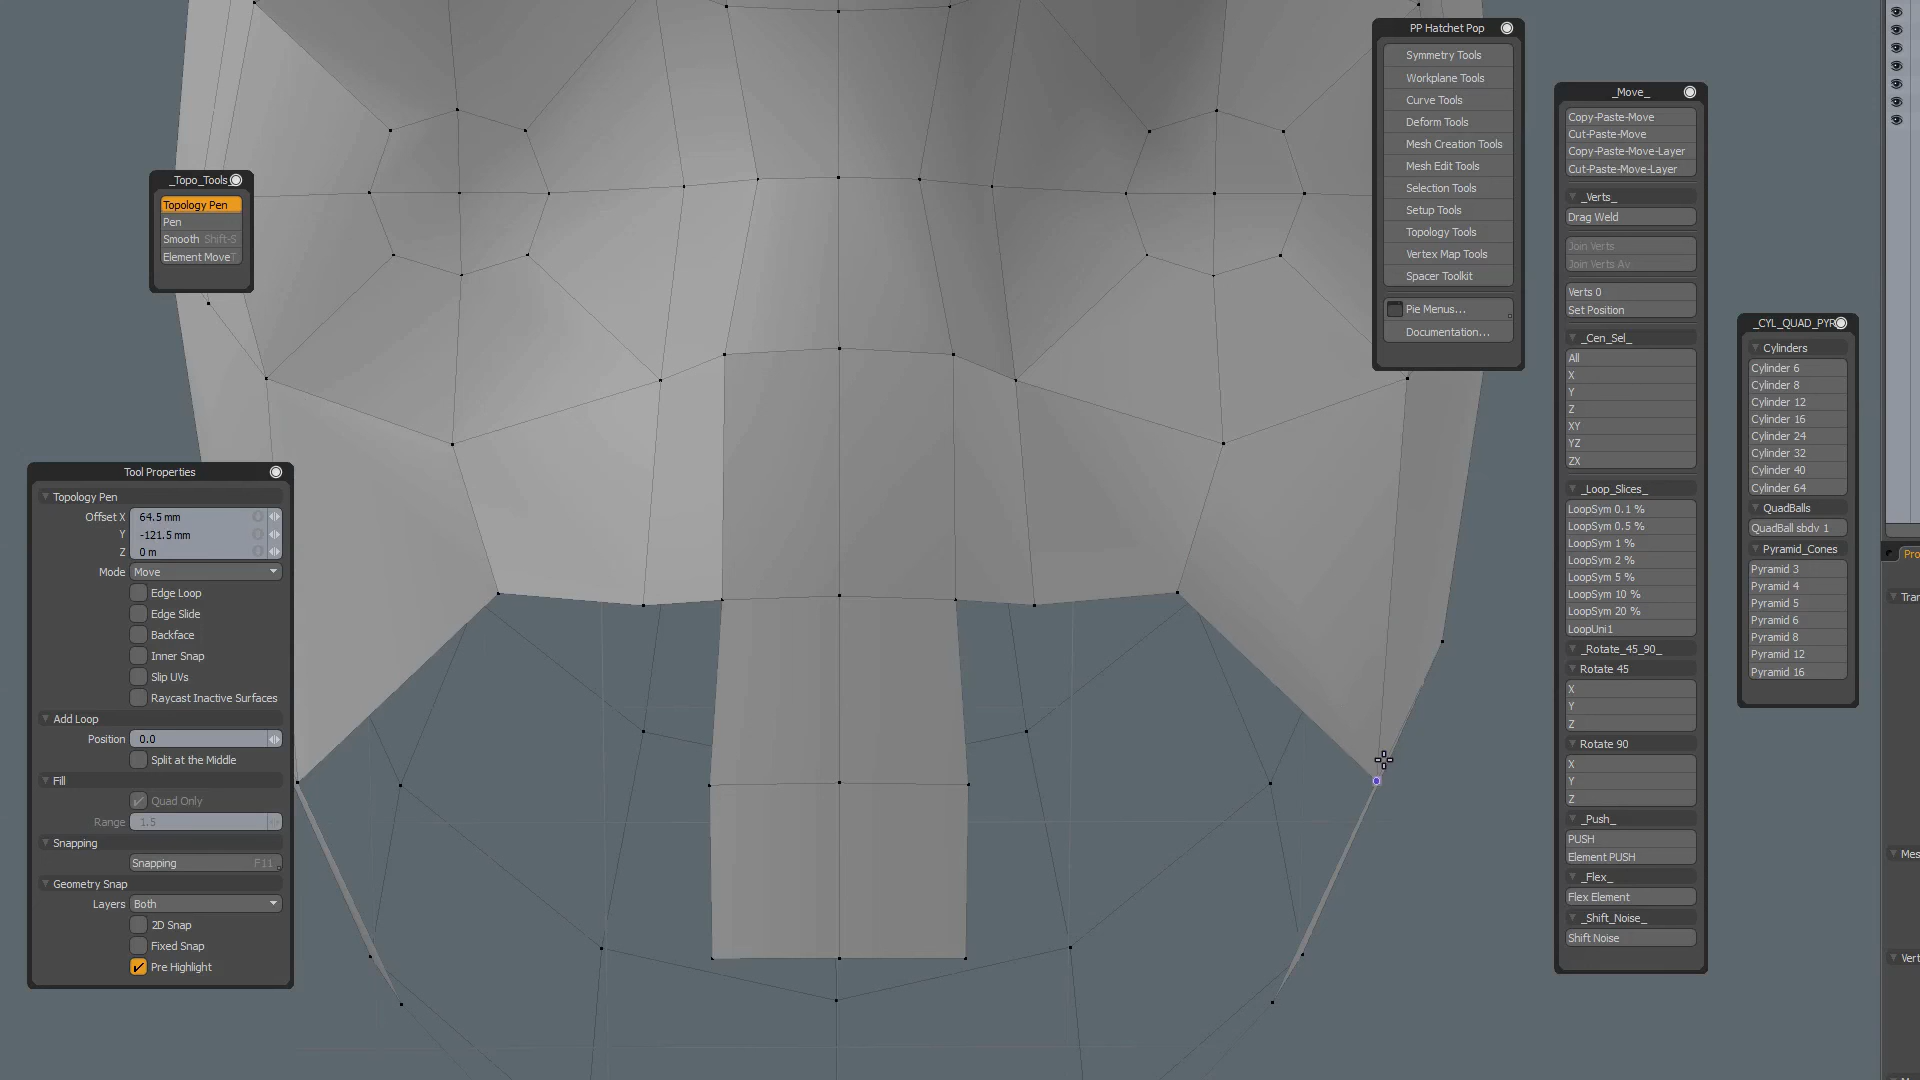 _Topo_Tools_
Topology Pen
Pen
Smooth Shift-S
Element Move T
Tool Properties
Topology Pen
Offset X 64.5 mm
Y -121.5 mm
Z 0 m
Mode Move
Edge Loop
Edge Slide
Backface
Inner Snap
Slip UVs
Raycast Inactive Surfaces
Add Loop
Position 0.0
Split at the Middle
Fill
Quad Only
Range 1.5
Snapping
Snapping F11
Geometry Snap
Layers Both
2D Snap
Fixed Snap
Pre Highlight
PP Hatchet Pop
Symmetry Tools
Workplane Tools
Curve Tools
Deform Tools
Mesh Creation Tools
Mesh Edit Tools
Selection Tools
Setup Tools
Topology Tools
Vertex Map Tools
Spacer Toolkit
Pie Menus...
Documentation...
_Move_
Copy-Paste-Move
Cut-Paste-Move
Copy-Paste-Move-Layer
Cut-Paste-Move-Layer
_Verts_
Drag Weld
Join Verts
Join Verts Av
Verts 0
Set Position
_Cen_Sel_
All
X
Y
Z
XY
YZ
ZX
_Loop_Slices_
LoopSym 0.1 %
LoopSym 0.5 %
LoopSym 1 %
LoopSym 2 %
LoopSym 5 %
LoopSym 10 %
LoopSym 20 %
LoopUni1
_Rotate_45_90_
Rotate 45
X
Y
Z
Rotate 90
X
Y
Z
_Push_
PUSH
Element PUSH
_Flex_
Flex Element
_Shift_Noise_
Shift Noise
_CYL_QUAD_PYR
Cylinders
Cylinder 6
Cylinder 8
Cylinder 12
Cylinder 16
Cylinder 24
Cylinder 32
Cylinder 40
Cylinder 64
QuadBalls
QuadBall sbdv 1
Pyramid_Cones
Pyramid 3
Pyramid 4
Pyramid 5
Pyramid 6
Pyramid 8
Pyramid 12
Pyramid 16
Pro
Tran
Mes
Vert